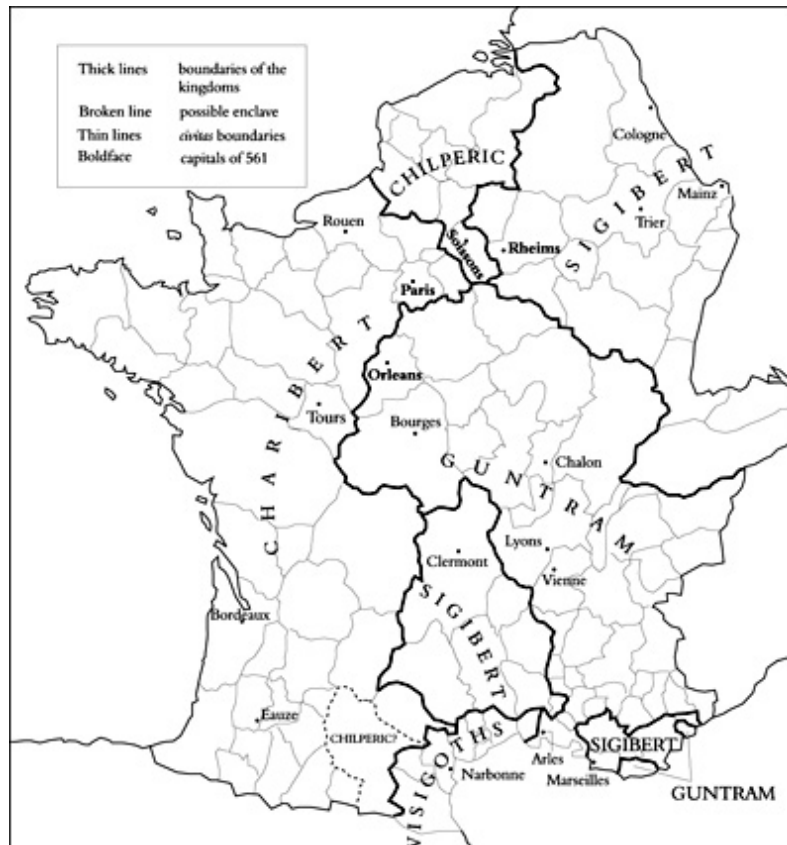 Thick lines boundaries of the
kingdoms
Broken line possible enclave
Thin lines civitas boundaries
Boldface capitals of 561
CHILPERIC
Cologne
SIGIBERT
Mainz
Trier
Rouen
Soissons
Rheims
Paris
CHARIBERT
Orleans
Tours
Bourges
GUNTRAM
Chalon
Lyons
Vienne
Clermont
SIGIBERT
Bordeaux
Eauze
CHILPERIC?
VISIGOTHS
Narbonne
Arles
Marseilles
SIGIBERT
GUNTRAM